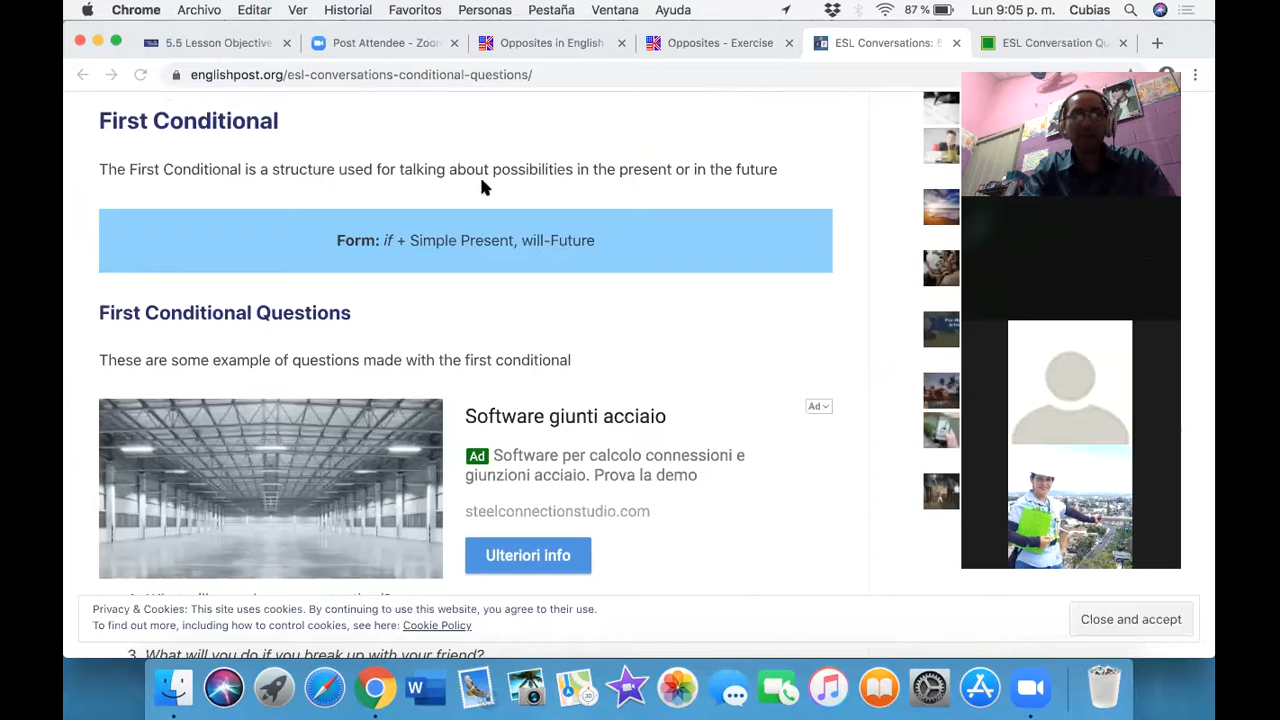 Chrome Archivo Editar Ver Historial Favoritos Personas Pestaña Ventana Ayuda 87 % Lun 9:05 p. m. Cubias
5.5 Lesson Objective Post Attendee - Zoom Opposites in English Opposites - Exercise ESL Conversations: ESL Conversation Qu
englishpost.org/esl-conversations-conditional-questions/
First Conditional
The First Conditional is a structure used for talking about possibilities in the present or in the future
Form: if + Simple Present, will-Future
First Conditional Questions
These are some example of questions made with the first conditional
Software giunti acciaio
Ad
Ad Software per calcolo connessioni e
giunzioni acciaio. Prova la demo
steelconnectionstudio.com
Ulteriori info
Privacy & Cookies: This site uses cookies. By continuing to use this website, you agree to their use.
To find out more, including how to control cookies, see here: Cookie Policy
Close and accept
3. What will you do if you break up with your friend?
W